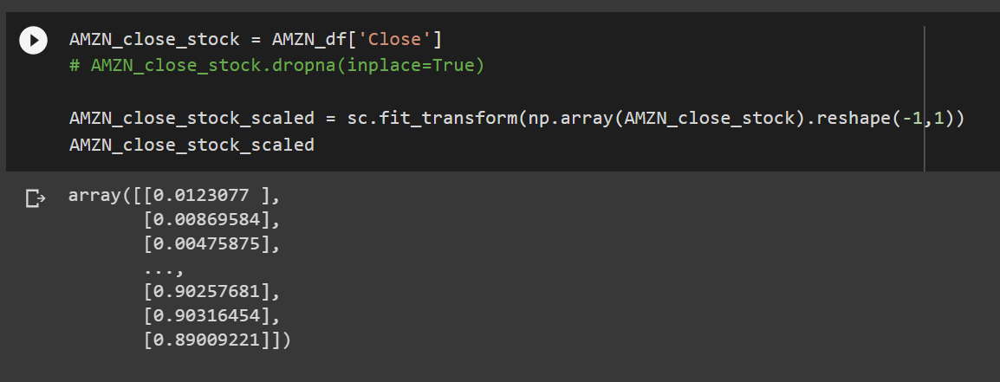 AMZN_close_stock = AMZN_df['Close']
# AMZN_close_stock.dropna(inplace=True)
AMZN_close_stock_scaled = sc.fit_transform(np.array(AMZN_close_stock).reshape(-1,1))
AMZN_close_stock_scaled
array([[0.0123077 ],
       [0.00869584],
       [0.00475875],
       ...,
       [0.90257681],
       [0.90316454],
       [0.89009221]])